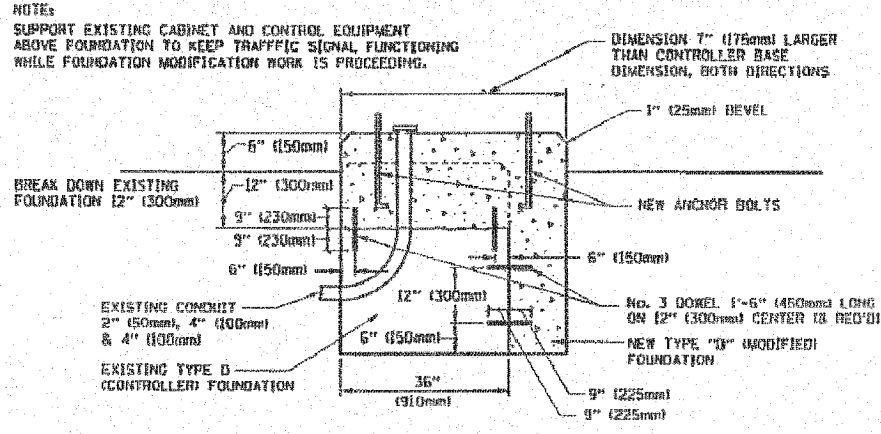 NOTE:
SUPPORT EXISTING CABINET AND CONTROL EQUIPMENT
ABOVE FOUNDATION TO KEEP TRAFFFIC SIGNAL FUNCTIONING
WHILE FOUNDATION MODIFICATION WORK IS PROCEEDING.
DIMENSION 7" (175mm) LARGER
THAN CONTROLLER BASE
DIMENSION, BOTH DIRECTIONS
1" (25mm) BEVEL
6" (150mm)
BREAK DOWN EXISTING
FOUNDATION 12" (300mm)
12" (300mm)
9" (230mm)
9" (230mm)
6" (150mm)
NEW ANCHOR BOLTS
6" (150mm)
12" (300mm)
EXISTING CONDUIT
2" (50mm), 4" (100mm)
& 4" (100mm)
No. 3 DOWEL 1'-6" (450mm) LONG
ON 12" (300mm) CENTER (8 REQ'D)
6" (150mm)
NEW TYPE "D" (MODIFIED)
FOUNDATION
EXISTING TYPE D
(CONTROLLER) FOUNDATION
36"
(910mm)
9" (225mm)
9" (225mm)